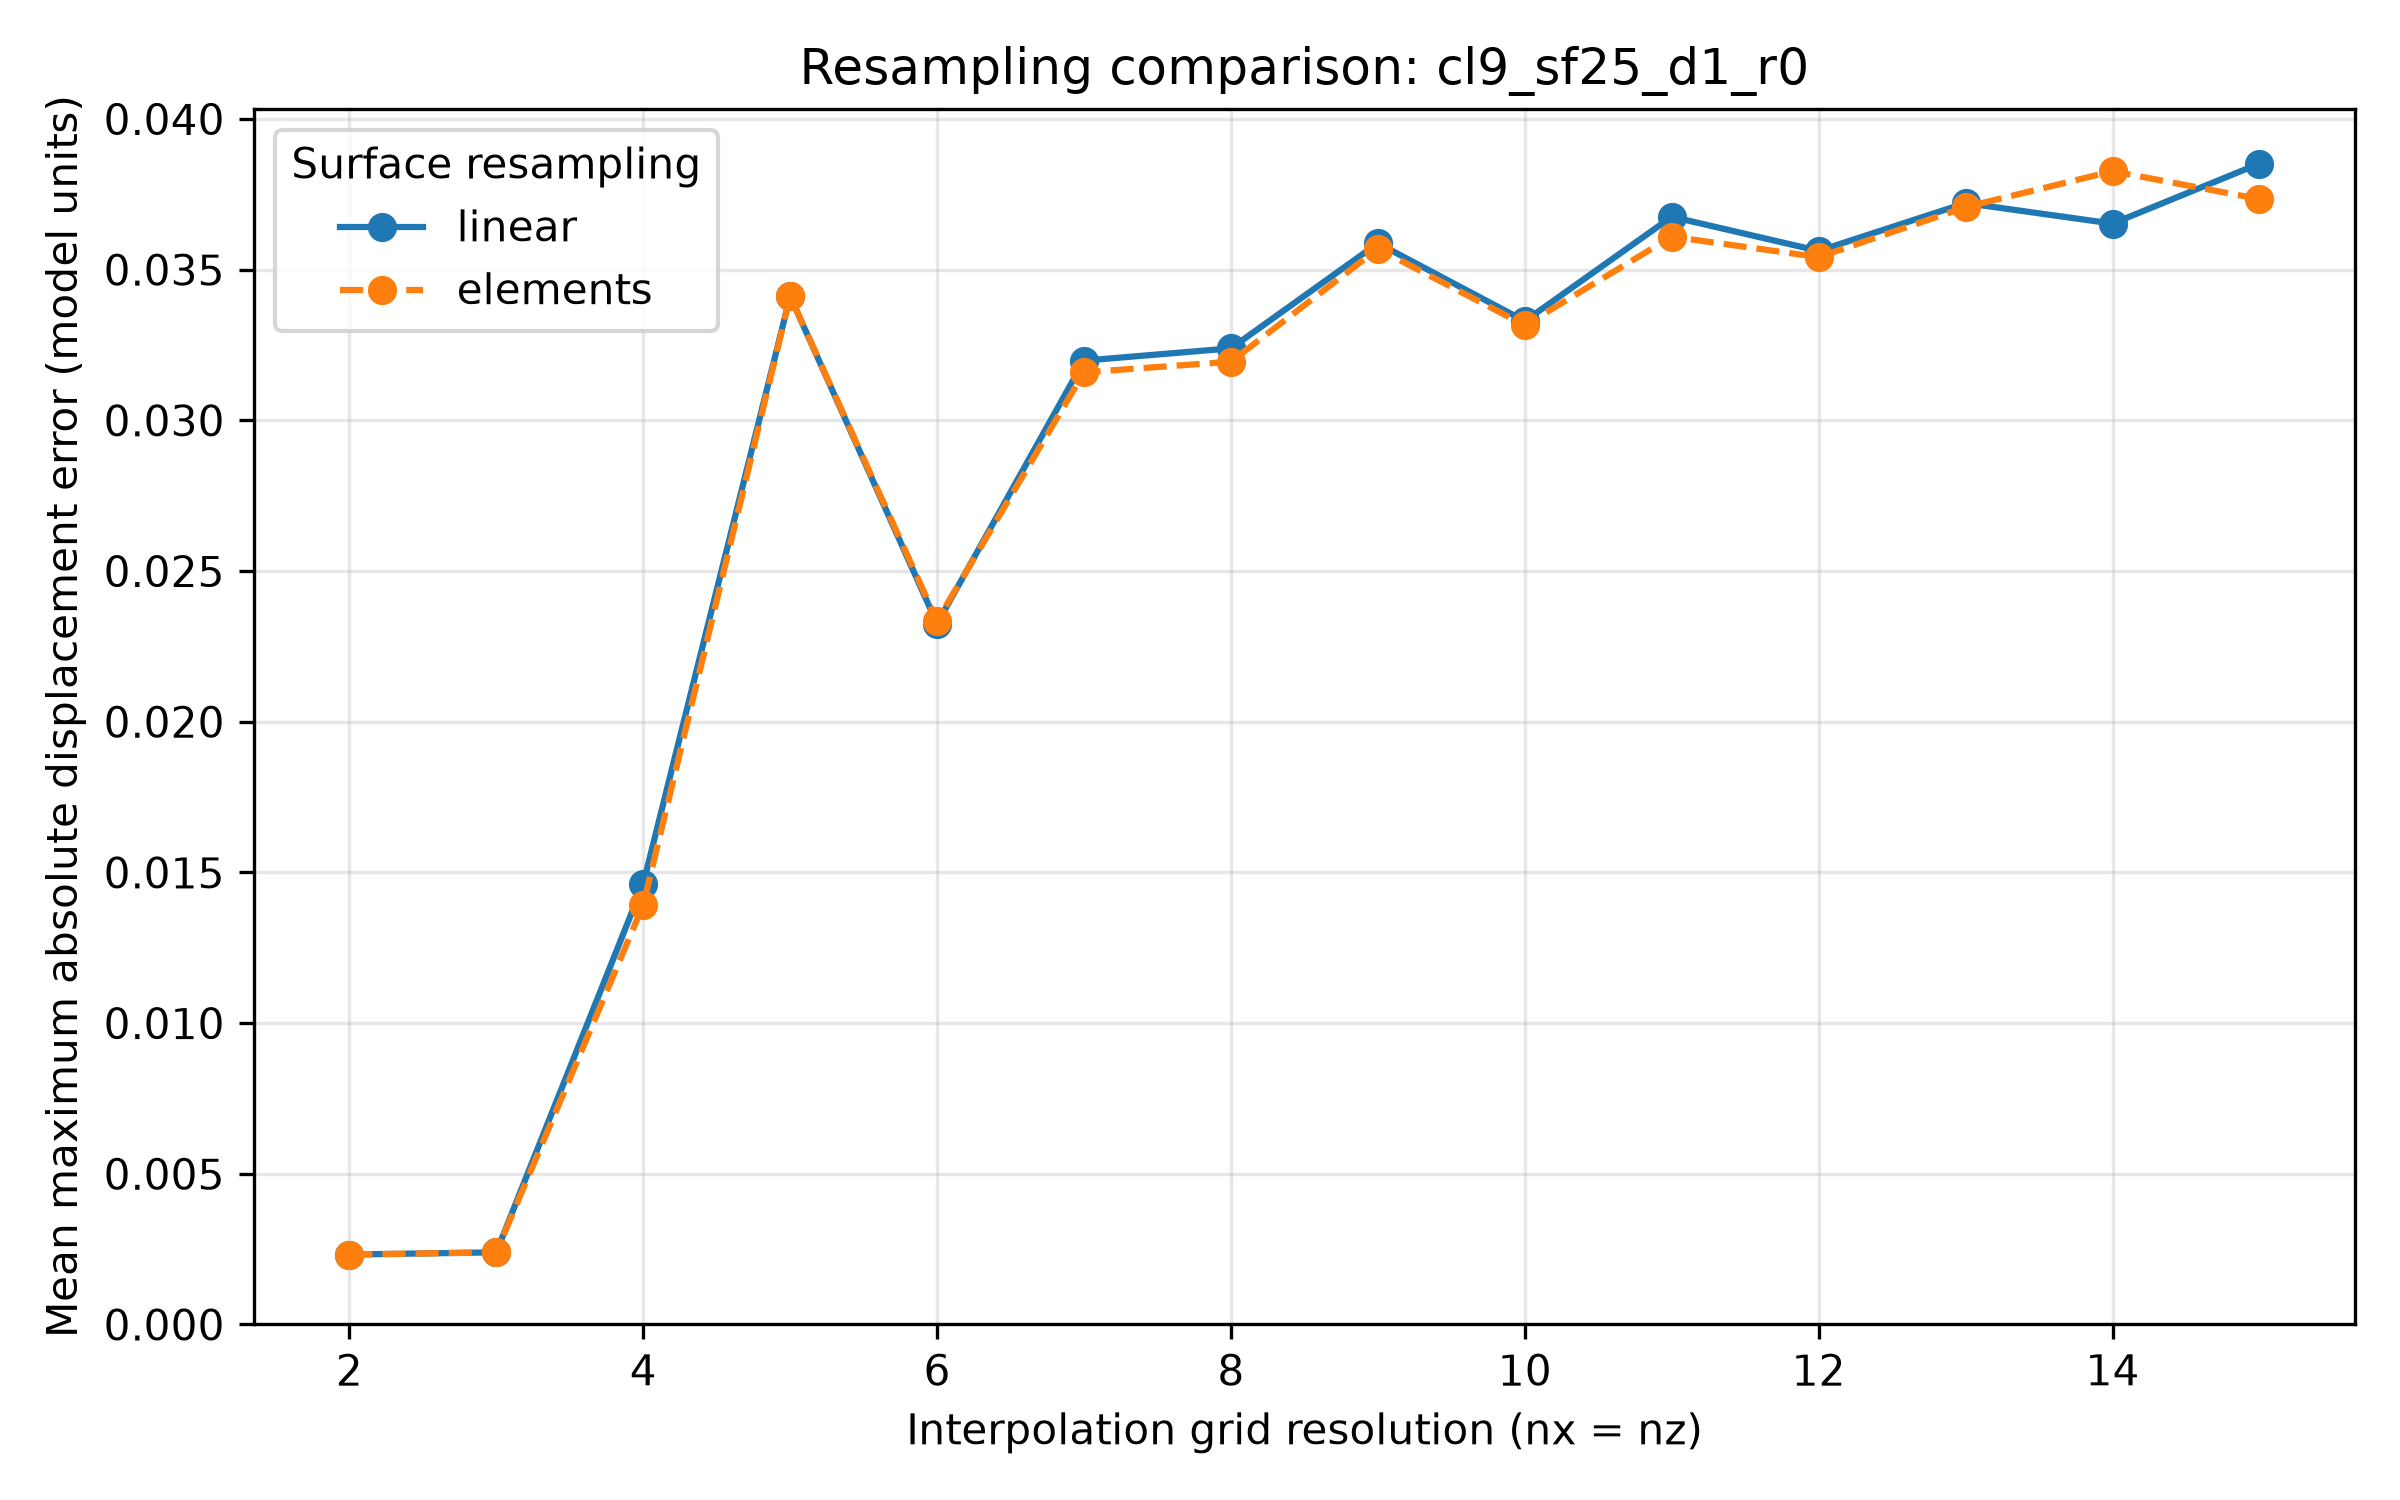 Resampling comparison: cl9_sf25_d1_r0
Mean maximum absolute displacement error (model units)
0.040
0.035
0.030
0.025
0.020
0.015
0.010
0.005
0.000
Surface resampling
linear
elements
2 4 6 8 10 12 14
Interpolation grid resolution (nx = nz)